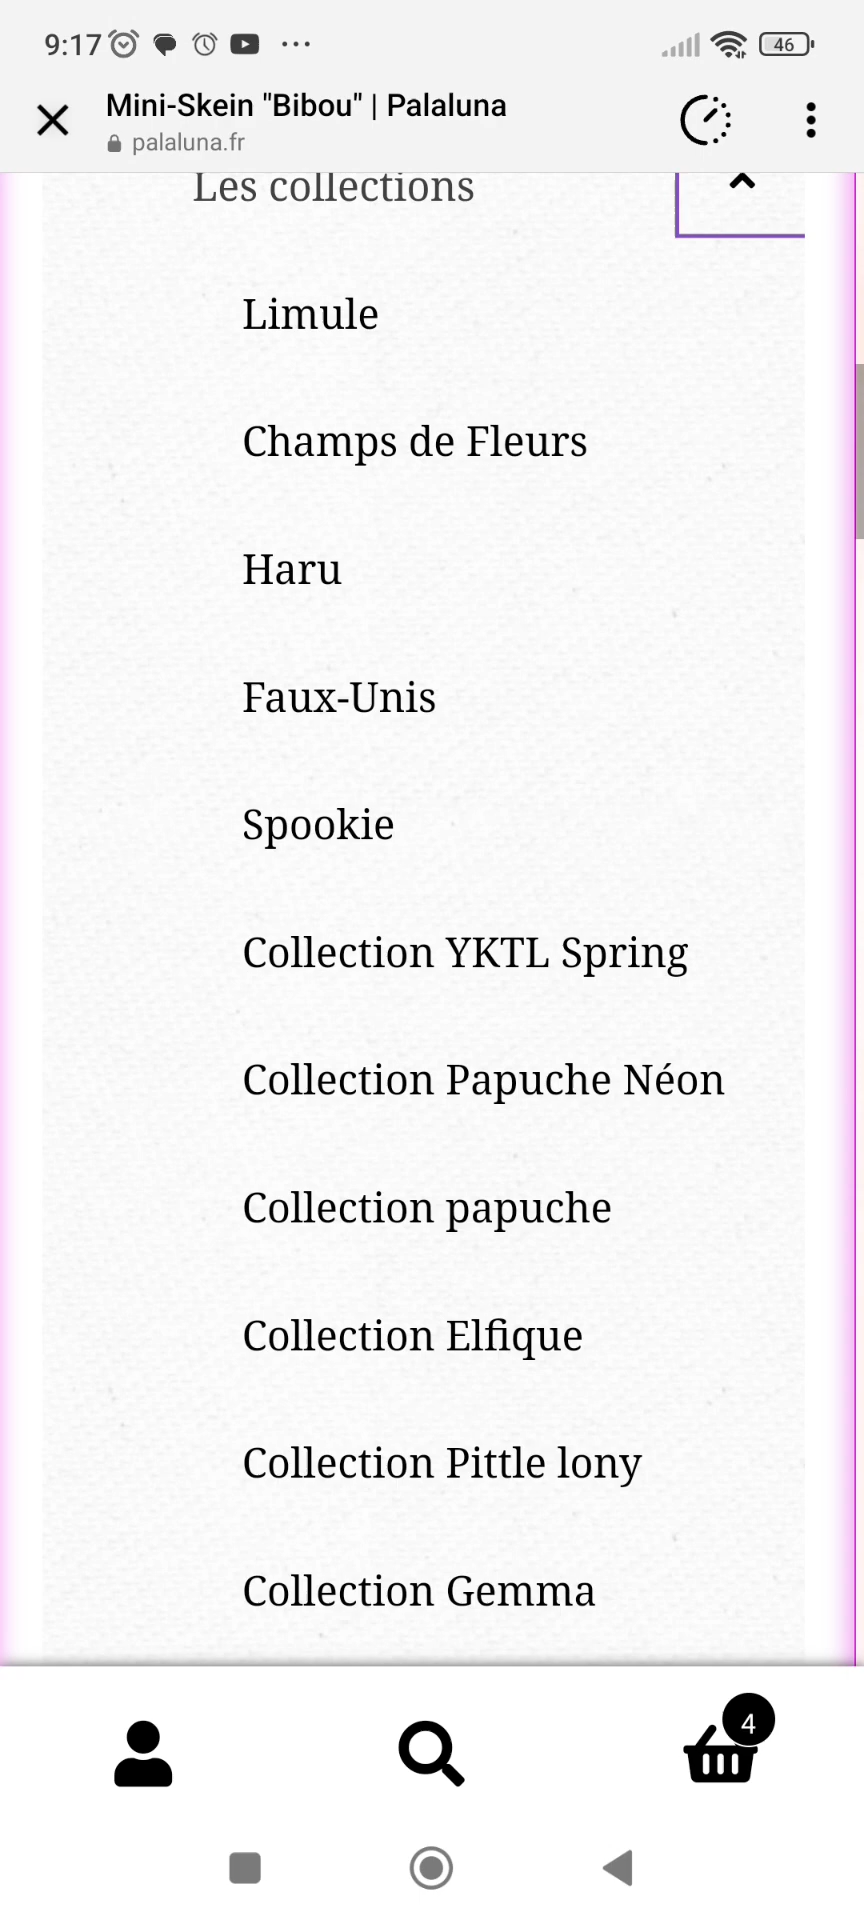 9:17
46
Mini-Skein "Bibou" | Palaluna
palaluna.fr
Les collections
Limule
Champs de Fleurs
Haru
Faux-Unis
Spookie
Collection YKTL Spring
Collection Papuche Néon
Collection papuche
Collection Elfique
Collection Pittle lony
Collection Gemma
4